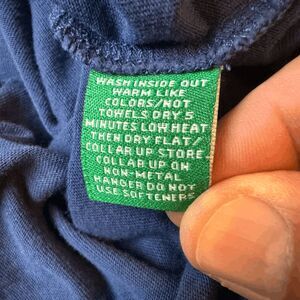 WASH INSIDE OUT
WARM LIKE
COLORS/NOT
TOWELS DRY 5
MINUTES LOW HEAT
THEN DRY FLAT/
COLLAR UP STORE
COLLAR UP ON
NON-METAL
HANGER DO NOT
USE SOFTENERS